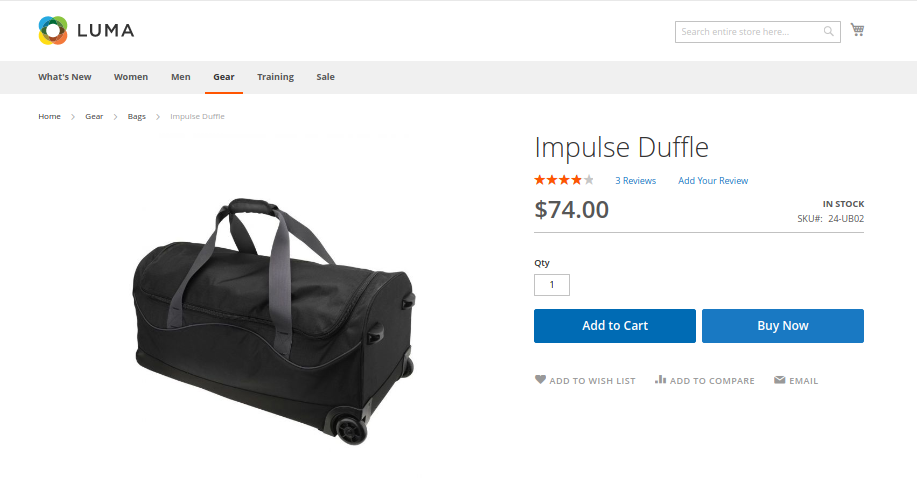 LUMA
Search entire store here...
What's New Women Men Gear Training Sale
Home > Gear > Bags > Impulse Duffle
Impulse Duffle
3 Reviews Add Your Review
$74.00
IN STOCK
SKU#: 24-UB02
Qty
1
Add to Cart Buy Now
ADD TO WISH LIST ADD TO COMPARE EMAIL